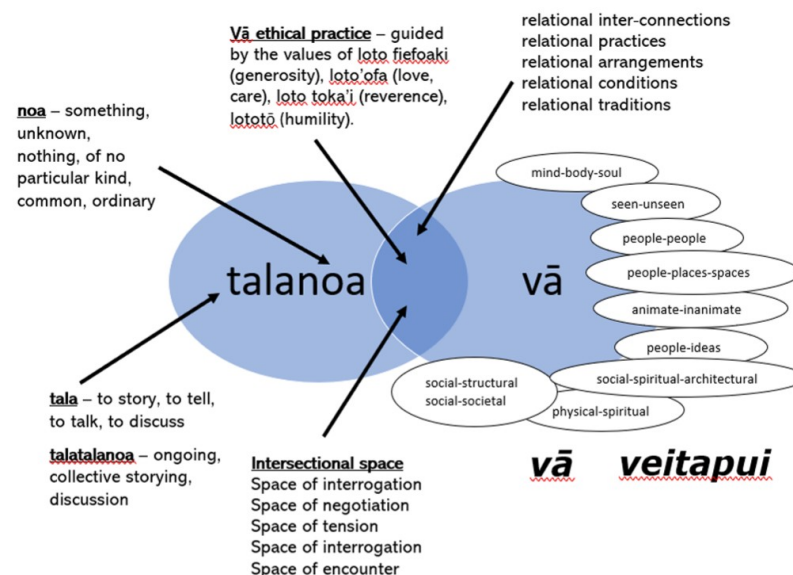 Vā ethical practice – guided
by the values of loto fiefoaki
(generosity), loto'ofa (love,
care), loto toka'i (reverence),
lototō (humility).
relational inter-connections
relational practices
relational arrangements
relational conditions
relational traditions
noa – something,
unknown,
nothing, of no
particular kind,
common, ordinary
talanoa
vā
mind-body-soul
seen-unseen
people-people
people-places-spaces
animate-inanimate
people-ideas
social-spiritual-architectural
physical-spiritual
social-structural
social-societal
tala – to story, to tell,
to talk, to discuss
talatalanoa – ongoing,
collective storying,
discussion
Intersectional space
Space of interrogation
Space of negotiation
Space of tension
Space of interrogation
Space of encounter
vā veitapui